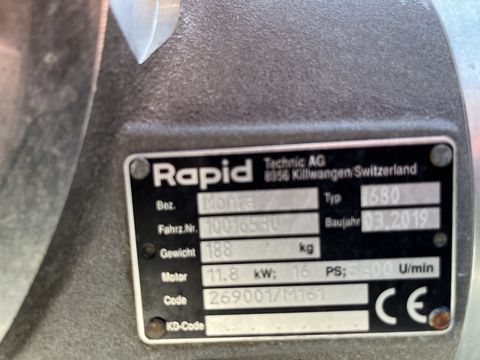 Rapid Technic AG
8956 Killwangen/Switzerland
Bez. Monta Typ 1680
Fahrz.Nr. Baujahr 03.2019
Gewicht 188 kg
Motor 11.8 kW; 16 PS; U/min
Code 269001/M161
KD-Code CE